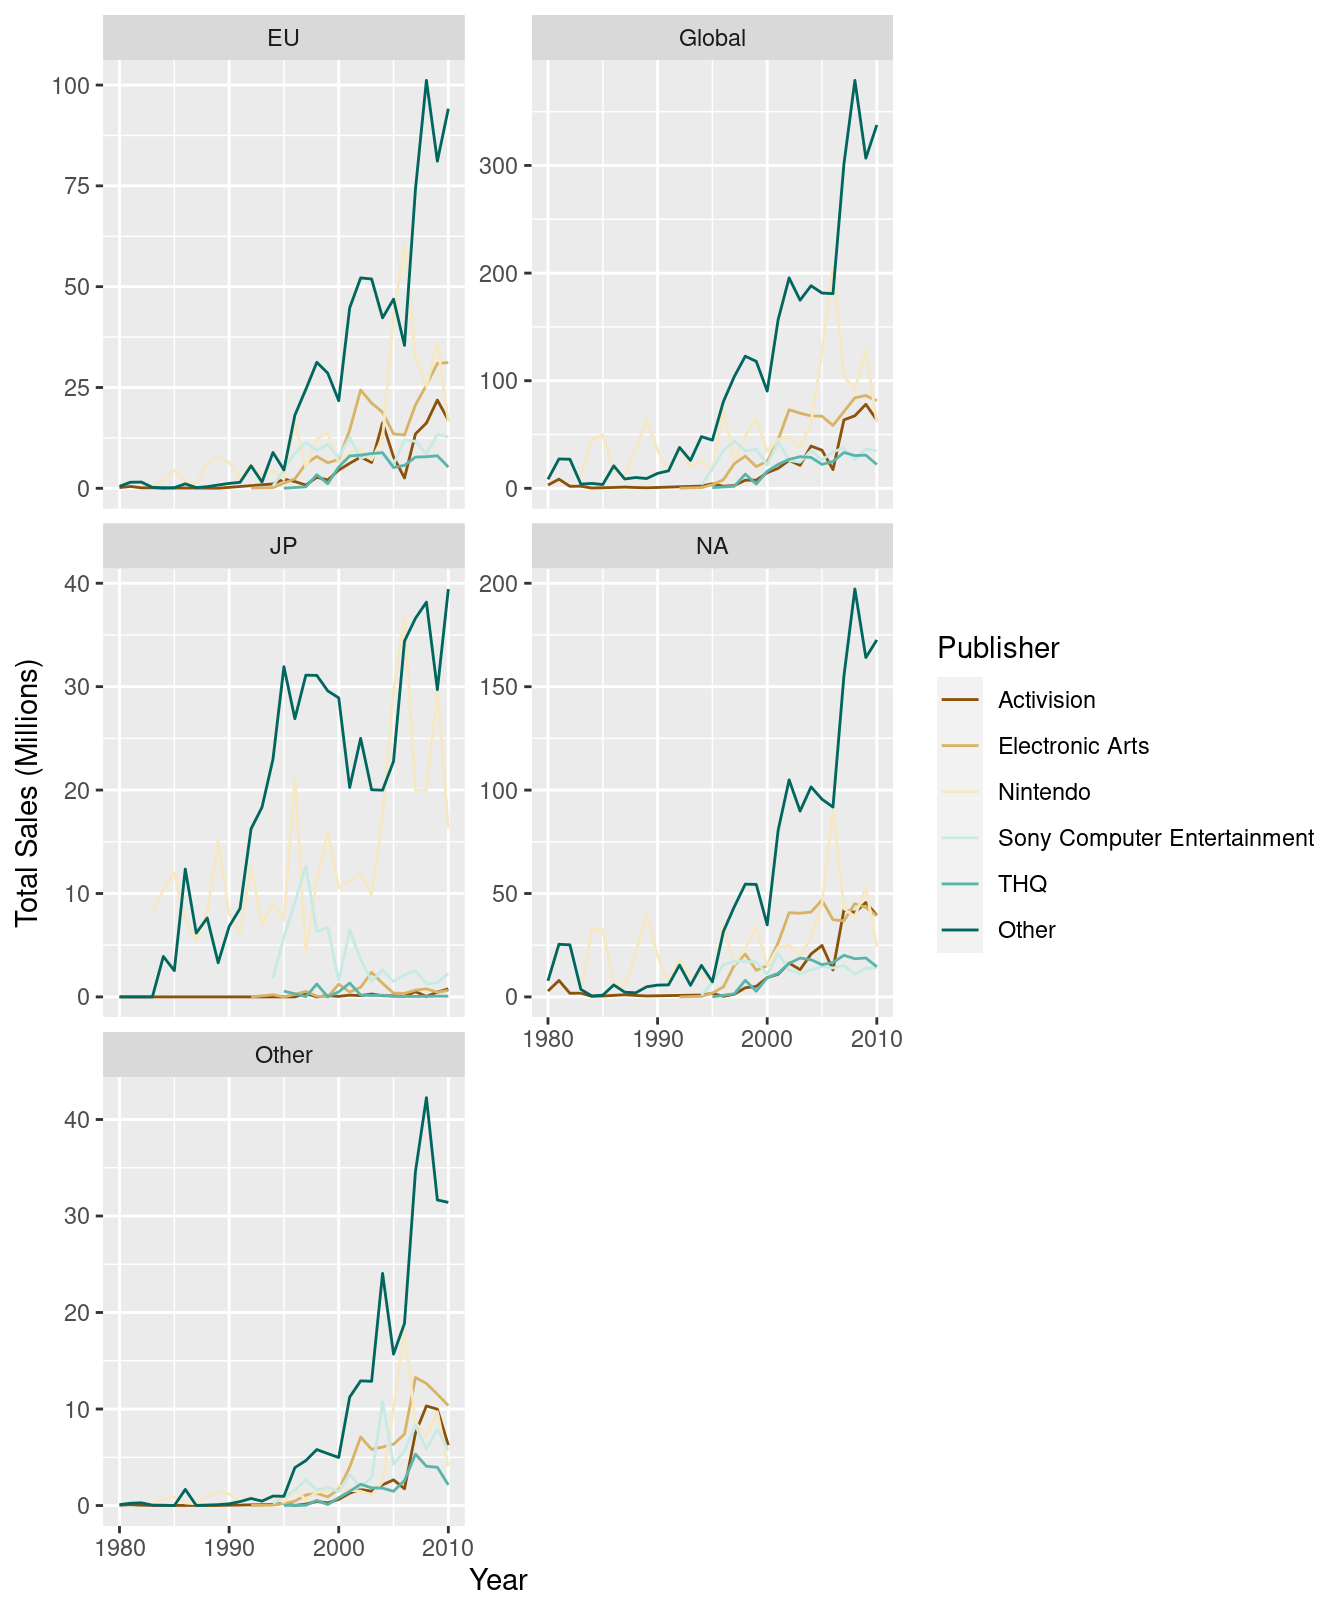 EU
Global
100
75
50
25
0
300
200
100
0
JP
NA
40
30
20
10
0
200
150
100
50
0
1980 1990 2000 2010
Other
40
30
20
10
0
1980 1990 2000 2010
Year
Total Sales (Millions)
Publisher
Activision
Electronic Arts
Nintendo
Sony Computer Entertainment
THQ
Other